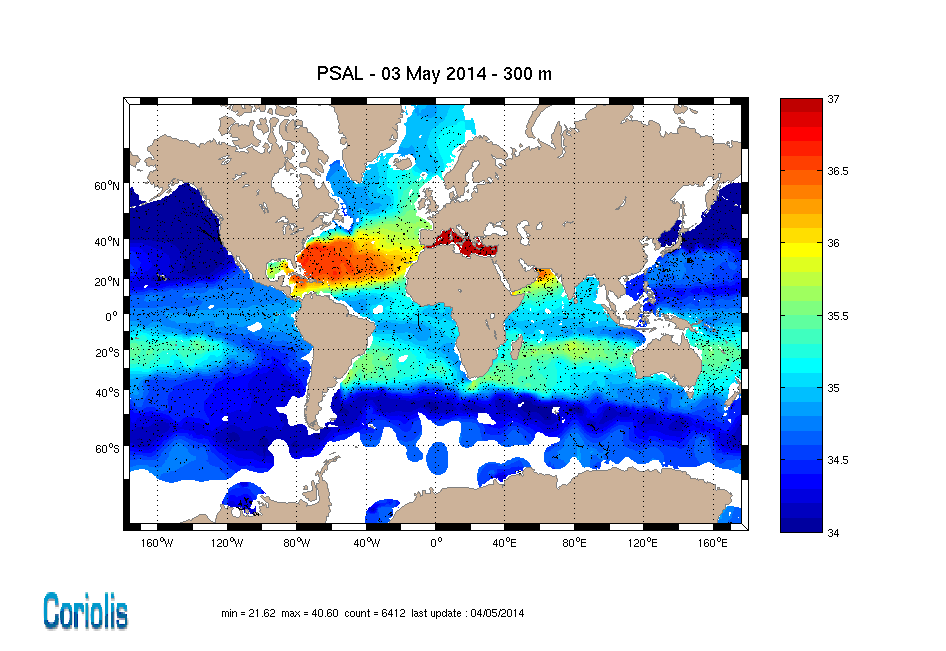 PSAL - 03 May 2014 - 300 m
37
36.5
36
35.5
35
34.5
34
60°N
40°N
20°N
0°
20°S
40°S
60°S
160°W 120°W 80°W 40°W 0° 40°E 80°E 120°E 160°E
Coriolis
min = 21.62 max = 40.60 count = 6412 last update : 04/05/2014